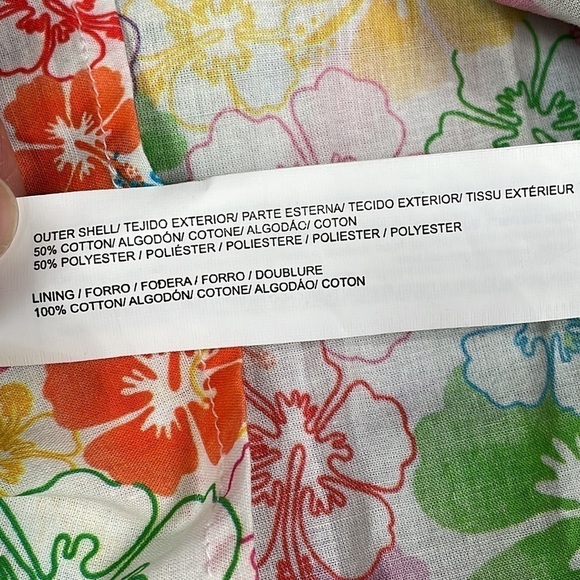 OUTER SHELL/ TEJIDO EXTERIOR/ PARTE ESTERNA/ TECIDO EXTERIOR/ TISSU EXTÉRIEUR
50% COTTON/ ALGODÓN/ COTONE/ ALGODÃO/ COTON
50% POLYESTER / POLIÉSTER / POLIESTERE / POLIESTER / POLYESTER
LINING / FORRO / FODERA / FORRO / DOUBLURE
100% COTTON/ ALGODÓN/ COTONE/ ALGODÃO/ COTON